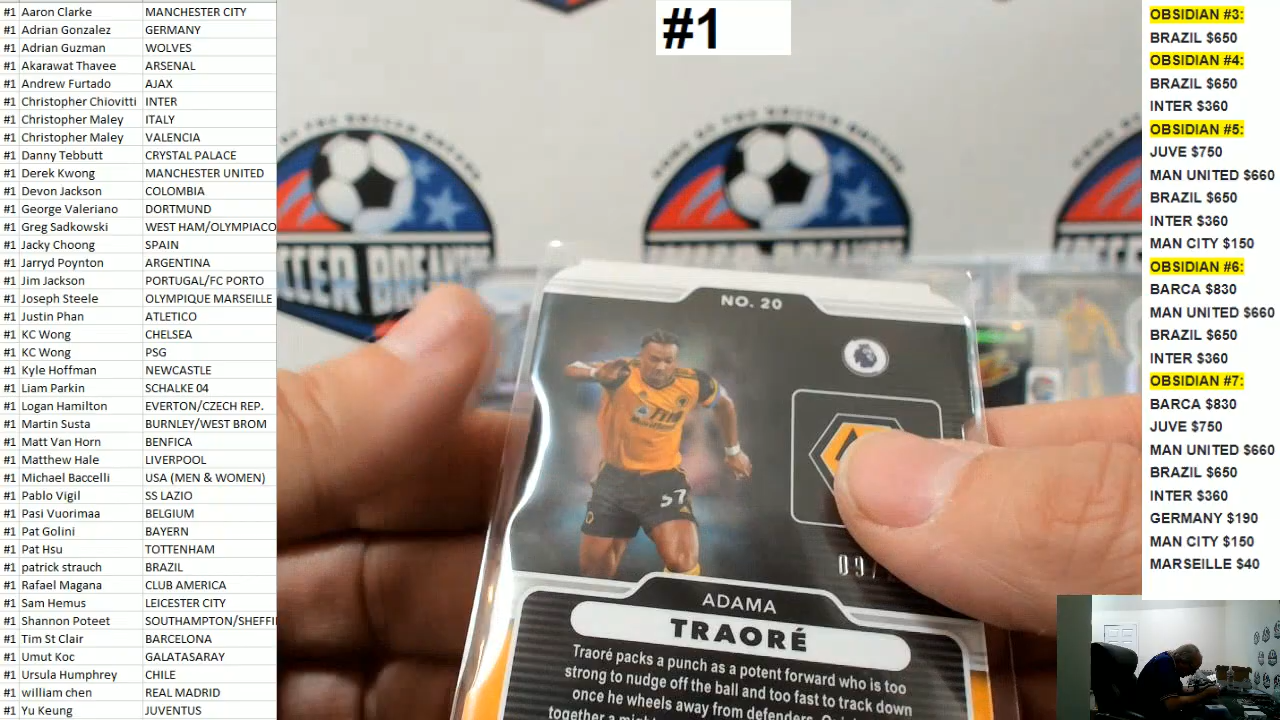 #1 Aaron Clarke MANCHESTER CITY
#1 Adrian Gonzalez GERMANY
#1 Adrian Guzman WOLVES
#1 Akarawat Thavee ARSENAL
#1 Andrew Furtado AJAX
#1 Christopher Chiovitti INTER
#1 Christopher Maley ITALY
#1 Christopher Maley VALENCIA
#1 Danny Tebbutt CRYSTAL PALACE
#1 Derek Kwong MANCHESTER UNITED
#1 Devon Jackson COLOMBIA
#1 George Valeriano DORTMUND
#1 Greg Sadkowski WEST HAM/OLYMPIACO
#1 Jacky Choong SPAIN
#1 Jarryd Poynton ARGENTINA
#1 Jim Jackson PORTUGAL/FC PORTO
#1 Joseph Steele OLYMPIQUE MARSEILLE
#1 Justin Phan ATLETICO
#1 KC Wong CHELSEA
#1 KC Wong PSG
#1 Kyle Hoffman NEWCASTLE
#1 Liam Parkin SCHALKE 04
#1 Logan Hamilton EVERTON/CZECH REP.
#1 Martin Susta BURNLEY/WEST BROM
#1 Matt Van Horn BENFICA
#1 Matthew Hale LIVERPOOL
#1 Michael Baccelli USA (MEN & WOMEN)
#1 Pablo Vigil SS LAZIO
#1 Pasi Vuorimaa BELGIUM
#1 Pat Golini BAYERN
#1 Pat Hsu TOTTENHAM
#1 patrick strauch BRAZIL
#1 Rafael Magana CLUB AMERICA
#1 Sam Hemus LEICESTER CITY
#1 Shannon Poteet SOUTHAMPTON/SHEFFI
#1 Tim St Clair BARCELONA
#1 Umut Koc GALATASARAY
#1 Ursula Humphrey CHILE
#1 william chen REAL MADRID
#1 Yu Keung JUVENTUS
#1
NO. 20
57
09/
ADAMA
TRAORÉ
Traoré packs a punch as a potent forward who is too
strong to nudge off the ball and too fast to track down
once he wheels away from defenders.
together a
OBSIDIAN #3:
BRAZIL $650
OBSIDIAN #4:
BRAZIL $650
INTER $360
OBSIDIAN #5:
JUVE $750
MAN UNITED $660
BRAZIL $650
INTER $360
MAN CITY $150
OBSIDIAN #6:
BARCA $830
MAN UNITED $660
BRAZIL $650
INTER $360
OBSIDIAN #7:
BARCA $830
JUVE $750
MAN UNITED $660
BRAZIL $650
INTER $360
GERMANY $190
MAN CITY $150
MARSEILLE $40